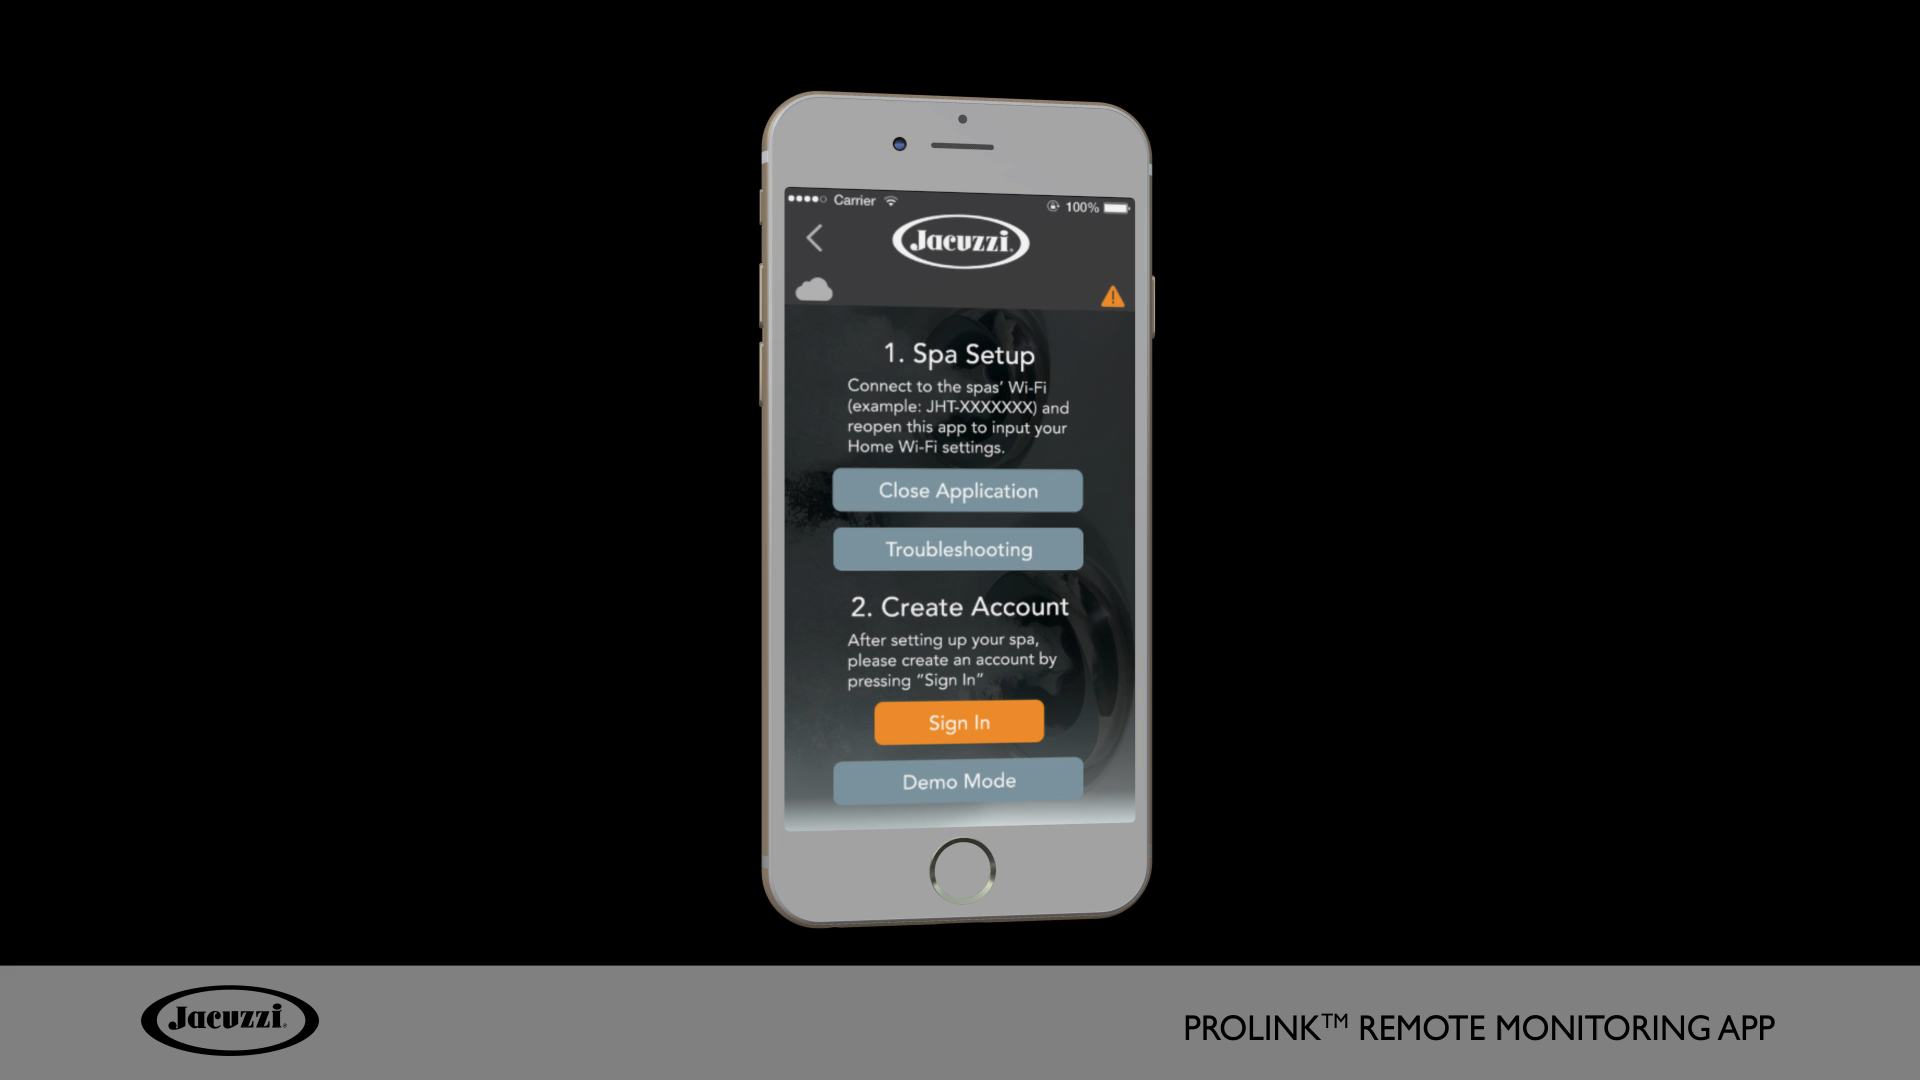 Carrier
100%
Jacuzzi®
1. Spa Setup
Connect to the spas’ Wi-Fi
(example: JHT-XXXXXXX) and
reopen this app to input your
Home Wi-Fi settings.
Close Application
Troubleshooting
2. Create Account
After setting up your spa,
please create an account by
pressing “Sign In”
Sign In
Demo Mode
Jacuzzi®
PROLINK™ REMOTE MONITORING APP